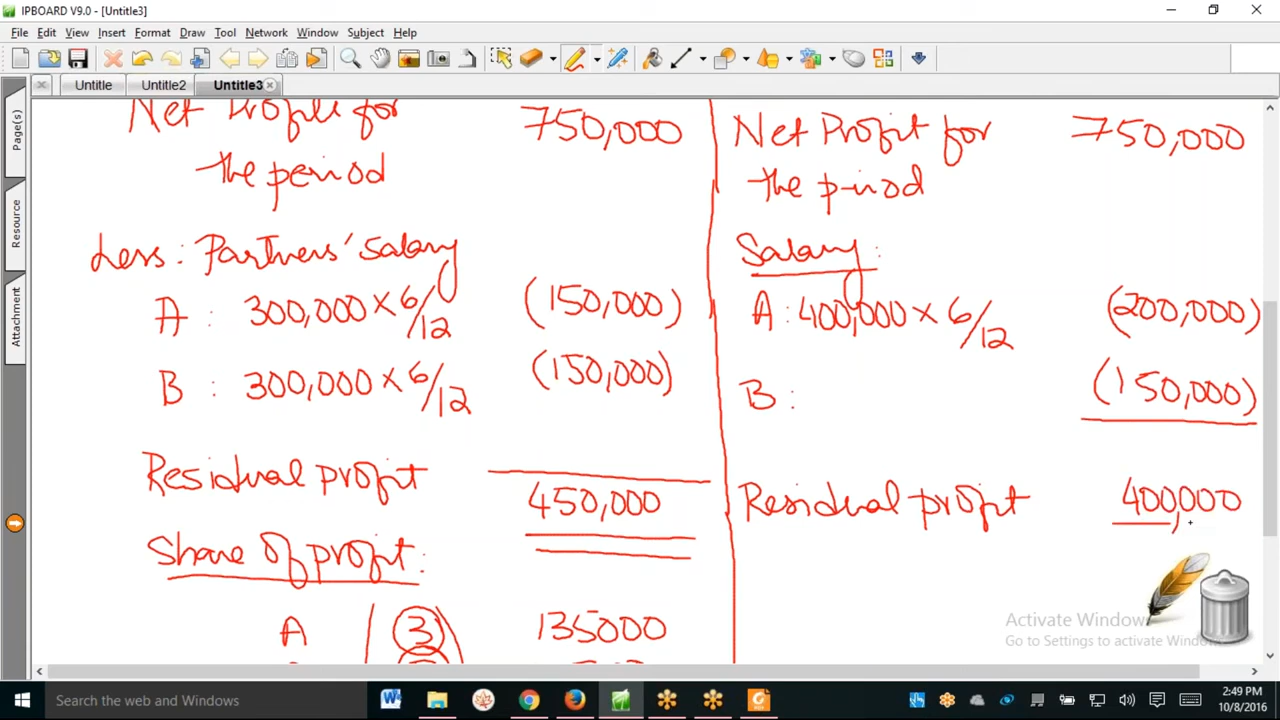 IPBOARD V9.0 - [Untitle3]
File Edit View Insert Format Draw Tool Network Window Subject Help
Untitle Untitle2 Untitle3
Page(s)
Resource
Attachment
Net Profit for 750,000
the period
Less: Partners' Salary
A : 300,000 × 6/12 (150,000)
B : 300,000 × 6/12 (150,000)
Residual profit 450,000
Share of profit:
A (3) 135000
Net Profit for 750,000
the period
Salary:
A : 400,000 × 6/12 (200,000)
B : (150,000)
Residual profit 400,000
Activate Windows
Go to Settings to activate Windows
Search the web and Windows
2:49 PM
10/8/2016